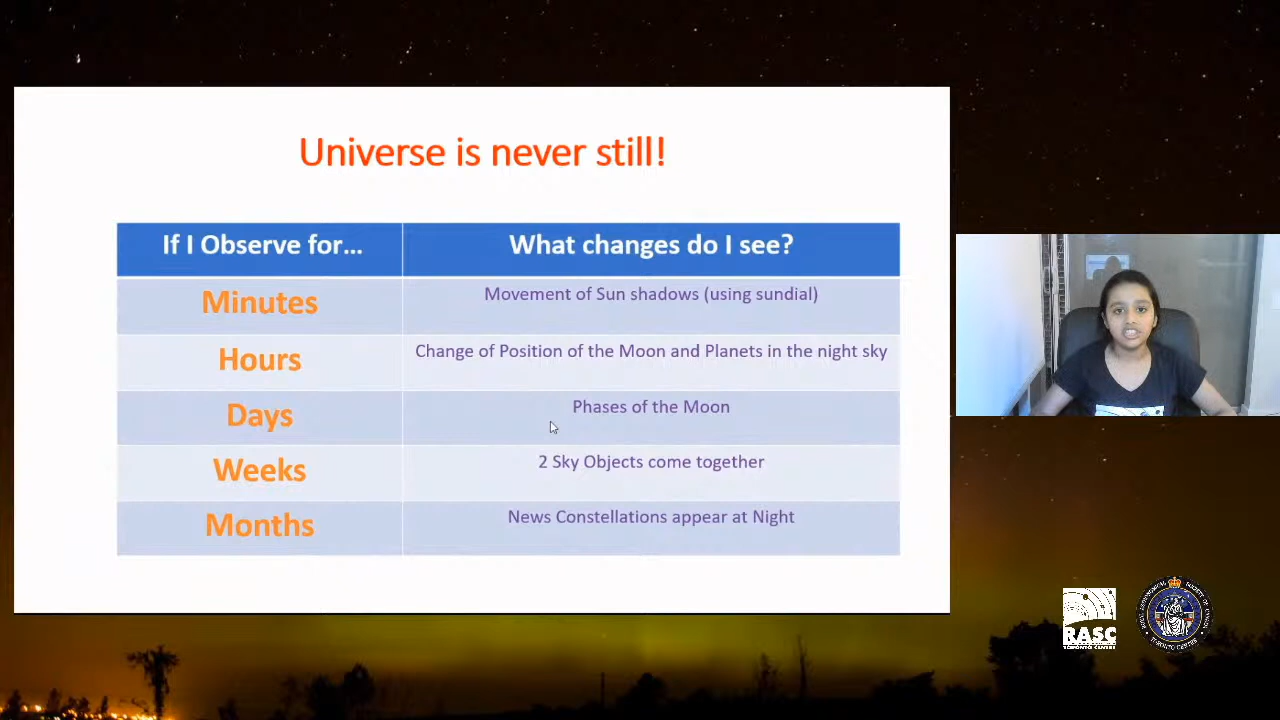 Universe is never still!
If I Observe for...
What changes do I see?
Minutes
Movement of Sun shadows (using sundial)
Hours
Change of Position of the Moon and Planets in the night sky
Days
Phases of the Moon
Weeks
2 Sky Objects come together
Months
News Constellations appear at Night
RASC
TORONTO CENTRE